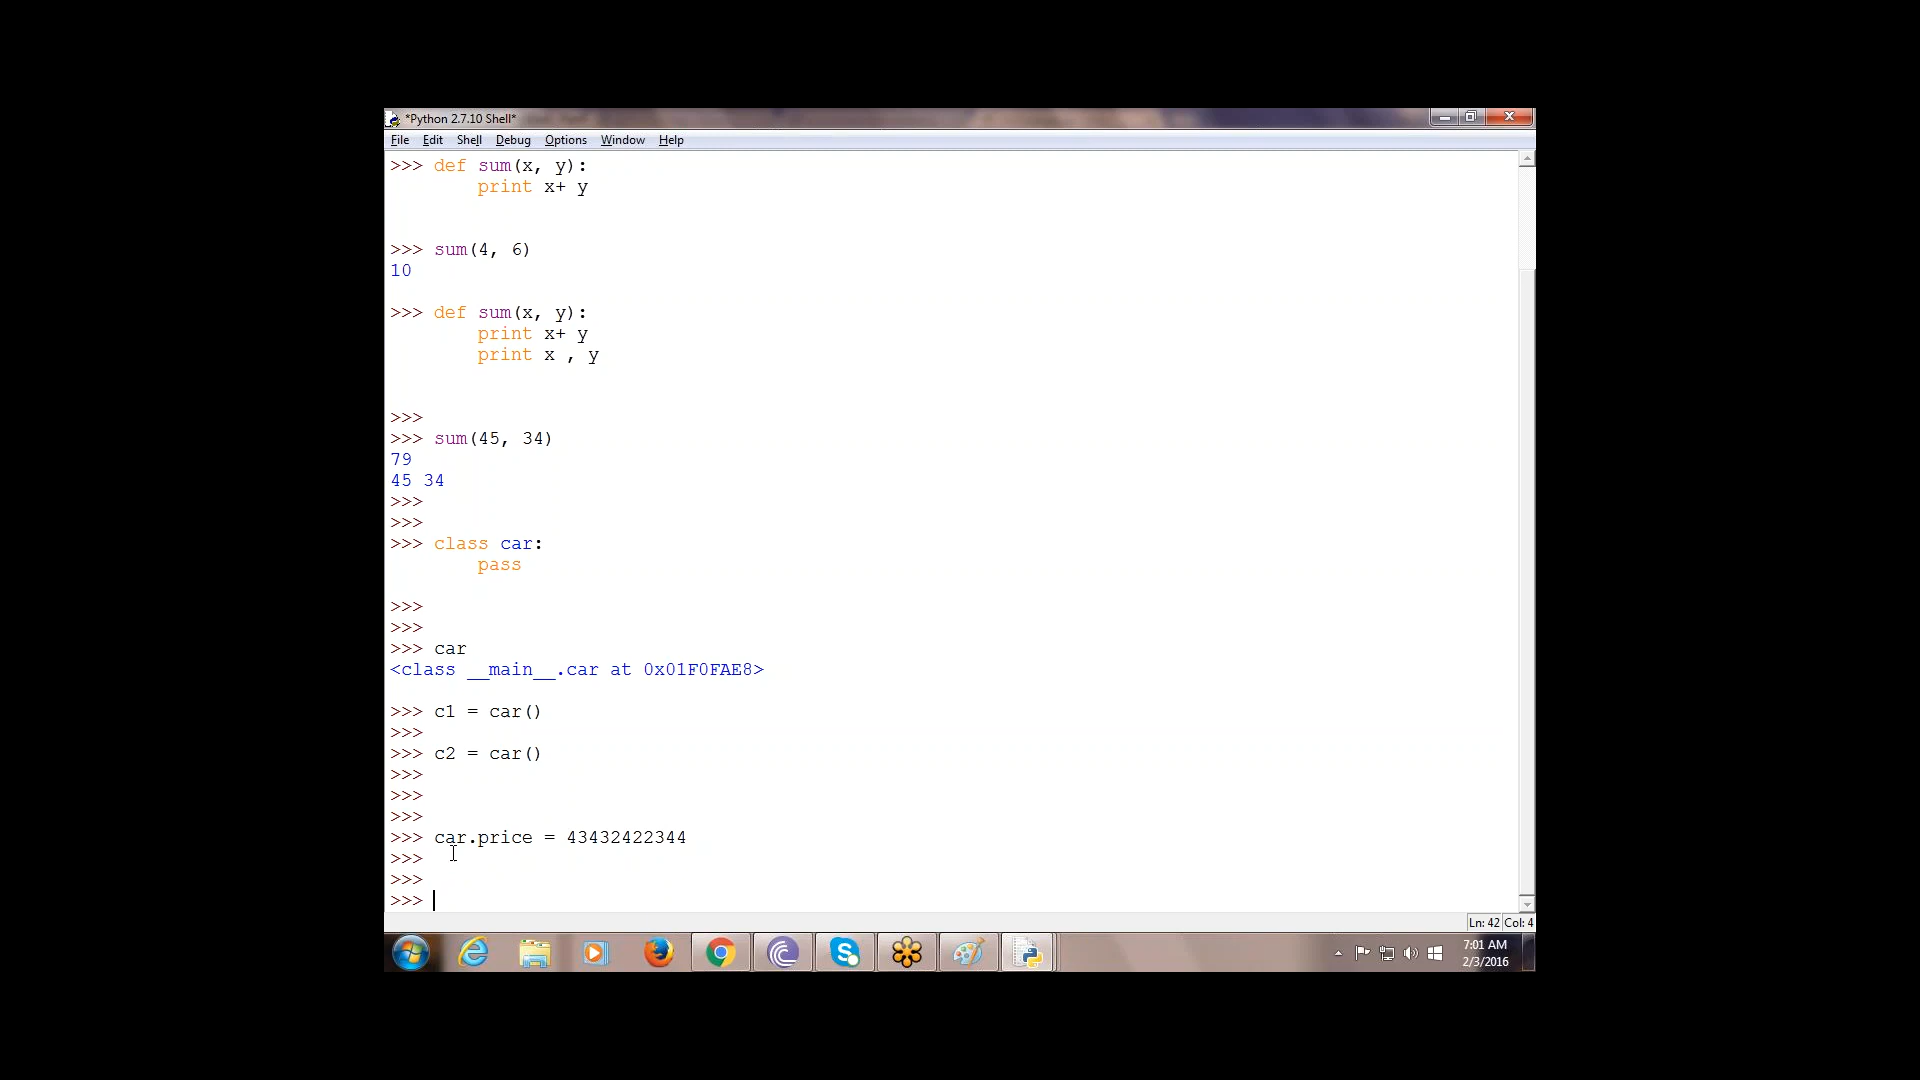 *Python 2.7.10 Shell*
File Edit Shell Debug Options Window Help
>>> def sum(x, y):
        print x+ y
>>> sum(4, 6)
10
>>> def sum(x, y):
        print x+ y
        print x , y
>>>
>>> sum(45, 34)
79
45 34
>>>
>>>
>>> class car:
        pass
>>>
>>>
>>> car
<class __main__.car at 0x01F0FAE8>
>>> c1 = car()
>>>
>>> c2 = car()
>>>
>>>
>>>
>>> car.price = 43432422344
>>>
>>>
>>>
Ln: 42 Col: 4
7:01 AM
2/3/2016